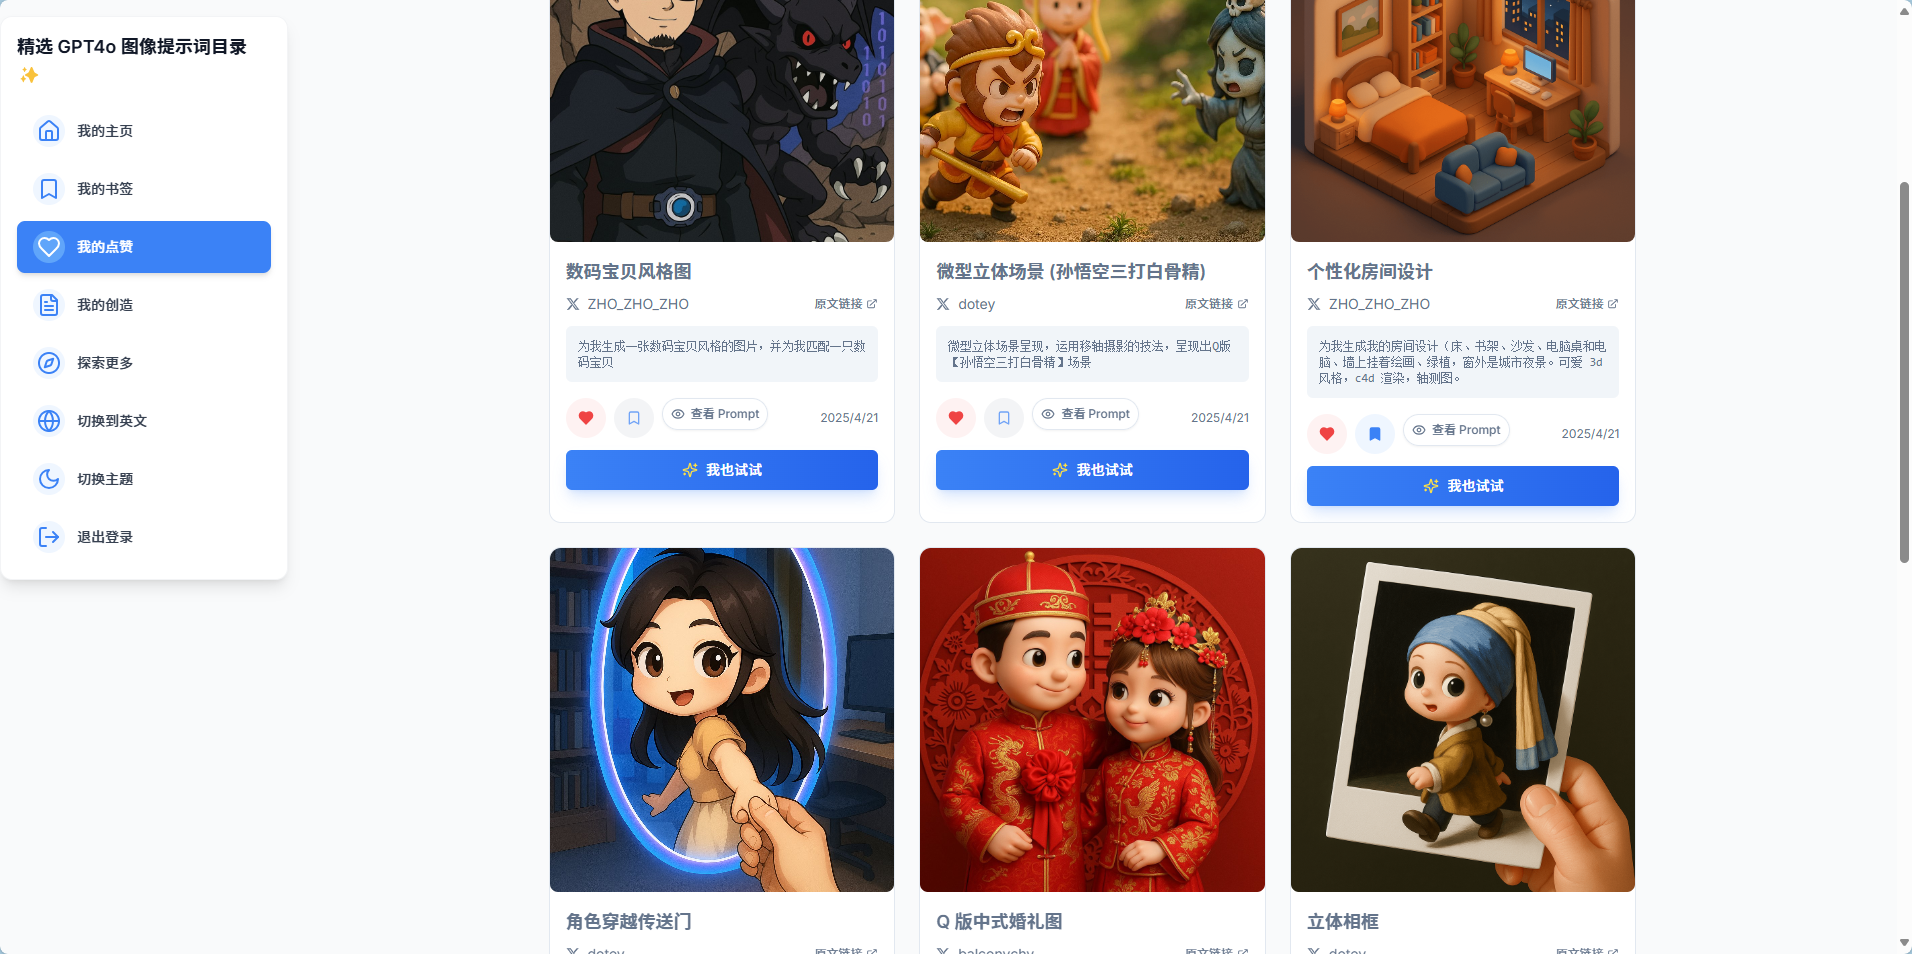 精选 GPT4o 图像提示词目录
✨
我的主页
我的书签
我的点赞
我的创造
探索更多
切换到英文
切换主题
退出登录
数码宝贝风格图
ZHO_ZHO_ZHO
原文链接
为我生成一张数码宝贝风格的图片，并为我匹配一只数
码宝贝
查看 Prompt
2025/4/21
我也试试
微型立体场景 (孙悟空三打白骨精)
dotey
原文链接
微型立体场景呈现，运用移轴摄影的技法，呈现出Q版
【孙悟空三打白骨精】场景
查看 Prompt
2025/4/21
我也试试
个性化房间设计
ZHO_ZHO_ZHO
原文链接
为我生成我的房间设计（床、书架、沙发、电脑桌和电
脑、墙上挂着绘画、绿植，窗外是城市夜景。可爱 3d
风格，c4d 渲染，轴测图。
查看 Prompt
2025/4/21
我也试试
角色穿越传送门
dotey
原文链接
Q 版中式婚礼图
balconychy
原文链接
立体相框
dotey
原文链接